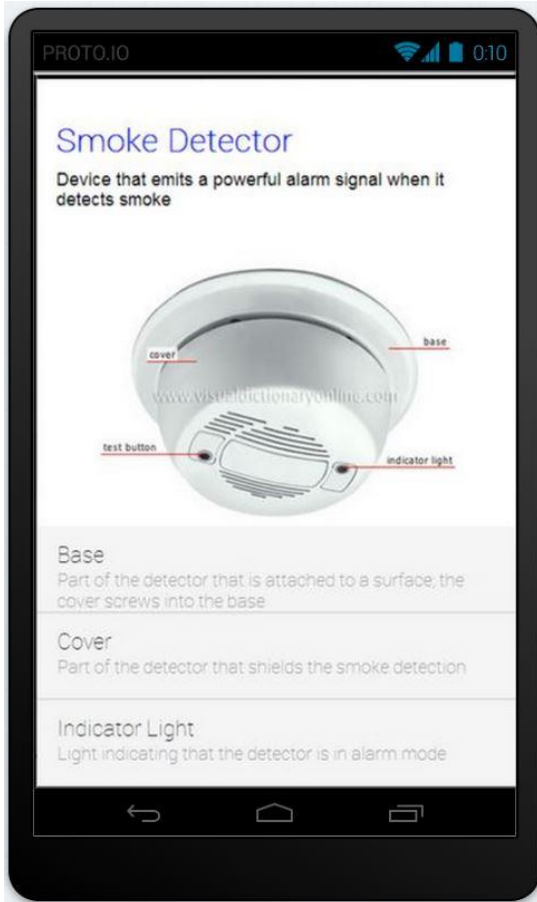 PROTO.IO 0:10
Smoke Detector
Device that emits a powerful alarm signal when it
detects smoke
base
cover
www.visualdictionaryonline.com
test button
indicator light
Base
Part of the detector that is attached to a surface; the
cover screws into the base
Cover
Part of the detector that shields the smoke detection
Indicator Light
Light indicating that the detector is in alarm mode